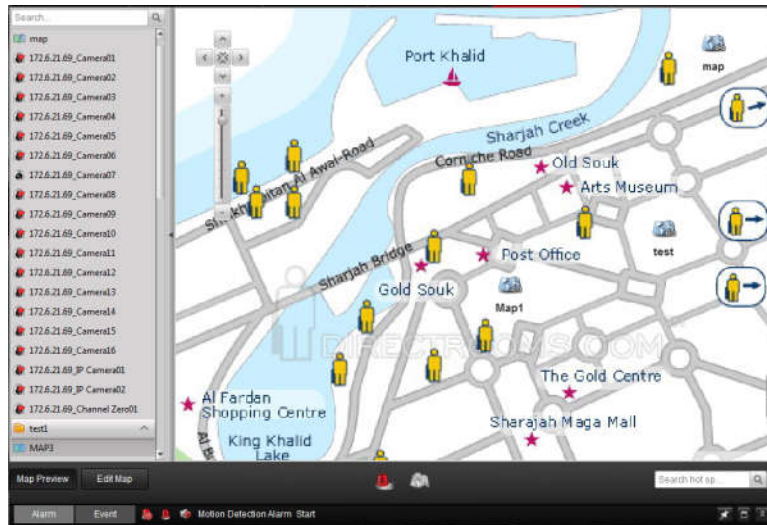 Search...
map
172.6.21.69_Camera01
172.6.21.69_Camera02
172.6.21.69_Camera03
172.6.21.69_Camera04
172.6.21.69_Camera05
172.6.21.69_Camera06
172.6.21.69_Camera07
172.6.21.69_Camera08
172.6.21.69_Camera09
172.6.21.69_Camera10
172.6.21.69_Camera11
172.6.21.69_Camera12
172.6.21.69_Camera13
172.6.21.69_Camera14
172.6.21.69_Camera15
172.6.21.69_Camera16
172.6.21.69_IP Camera01
172.6.21.69_IP Camera02
172.6.21.69_Channel Zero01
test1
MAP3
Port Khalid
map
Sharjah Creek
Corniche Road
Old Souk
Arts Museum
Al Awal-Road
test
Sharjah Bridge
Post Office
Gold Souk
Map1
DIRECTROOMS.COM
The Gold Centre
Al Fardan
Shopping Centre
Sharajah Maga Mall
King Khalid
Lake
Map Preview
Edit Map
Search hot sp...
Alarm
Event
Motion Detection Alarm Start